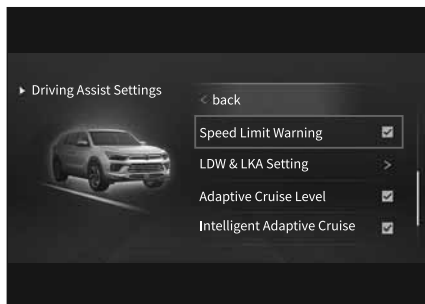 Driving Assist Settings
back
Speed Limit Warning
LDW & LKA Setting
Adaptive Cruise Level
Intelligent Adaptive Cruise